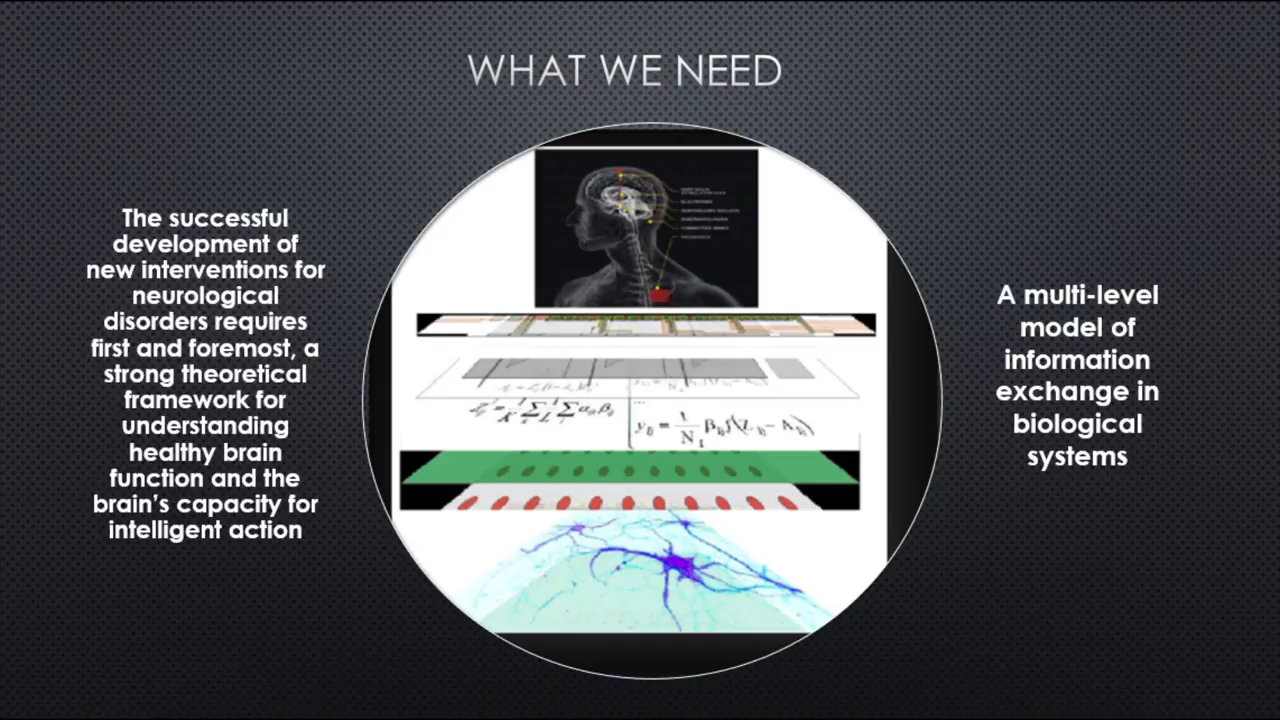 WHAT WE NEED
The successful
development of
new interventions for
neurological
disorders requires
first and foremost, a
strong theoretical
framework for
understanding
healthy brain
function and the
brain's capacity for
intelligent action
A multi-level
model of
information
exchange in
biological
systems